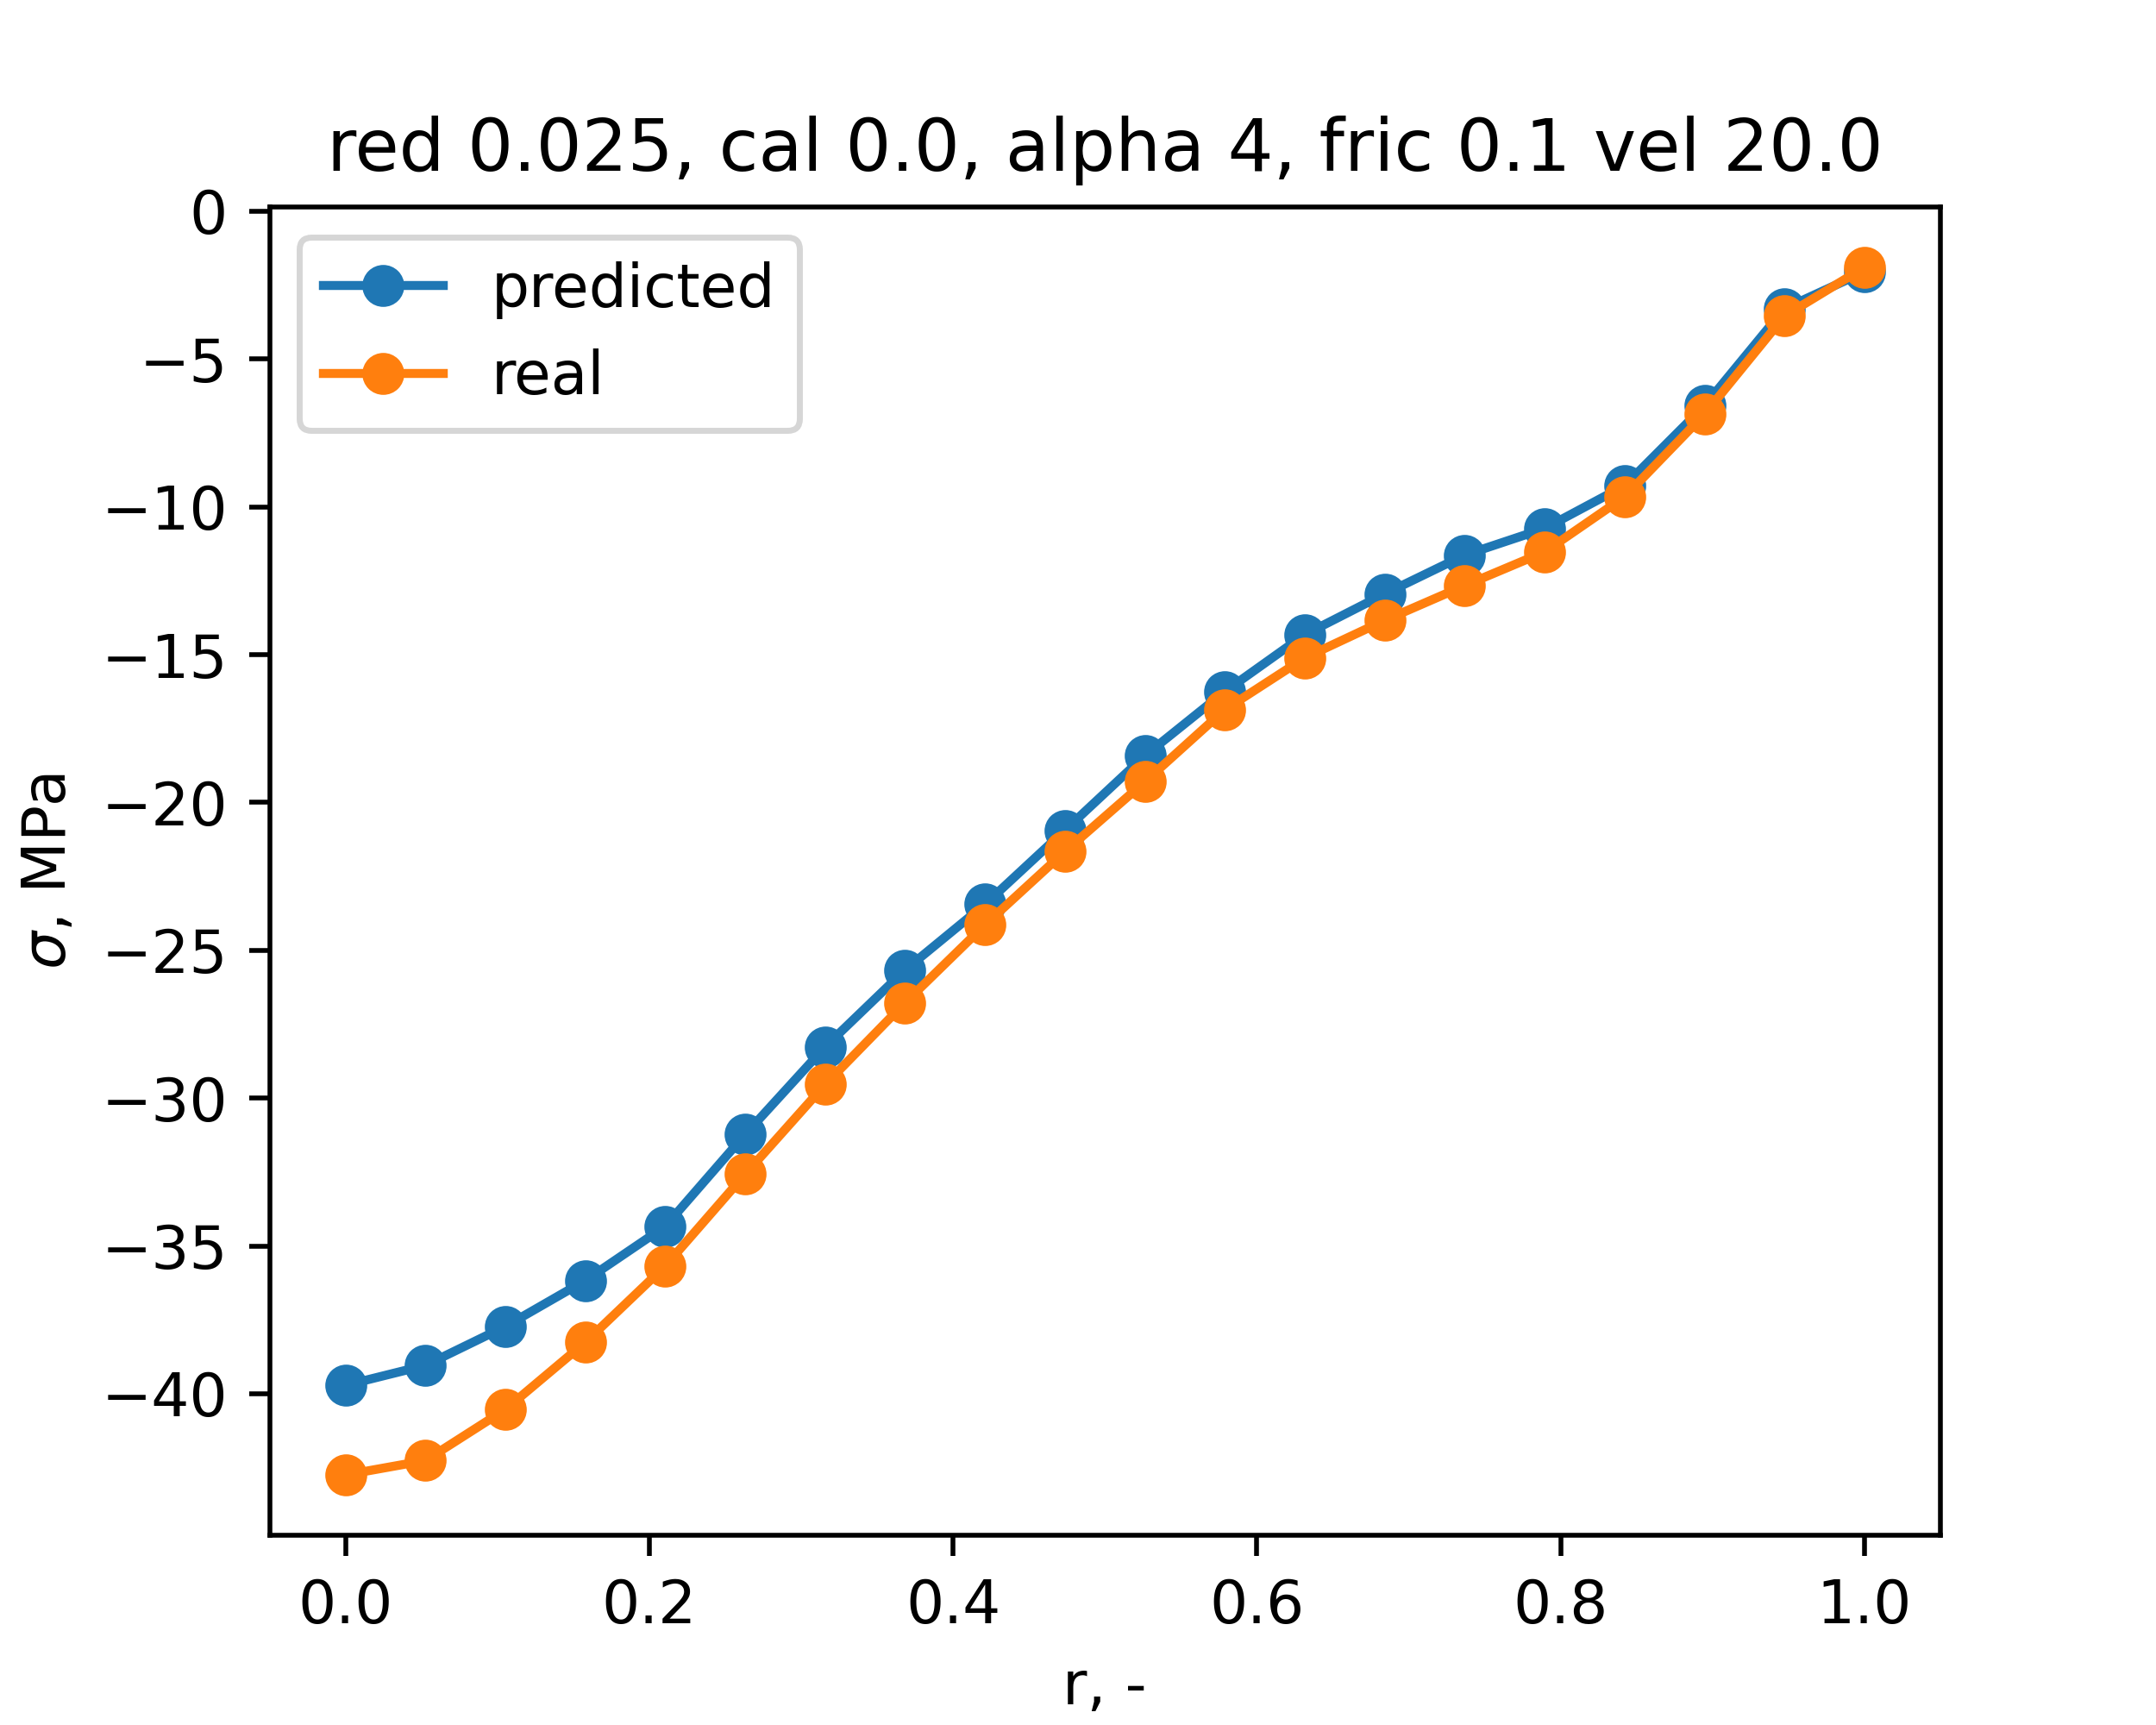 red 0.025, cal 0.0, alpha 4, fric 0.1 vel 20.0
predicted
real
0
−5
−10
−15
−20
−25
−30
−35
−40
σ, MPa
0.0 0.2 0.4 0.6 0.8 1.0
r, -